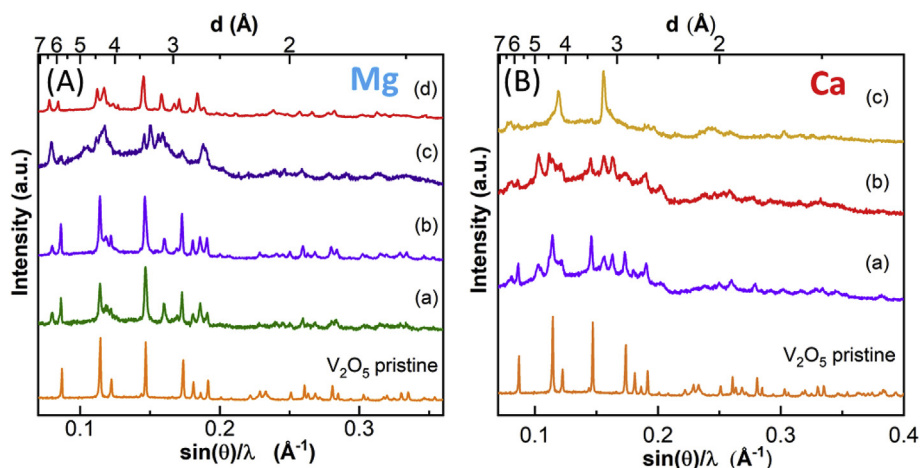 d (Å)
7 6 5 4 3 2
(A) Mg
(d)
(c)
(b)
(a)
V₂O₅ pristine
Intensity (a.u.)
0.1 0.2 0.3
sin(θ)/λ (Å⁻¹)
d (Å)
7 6 5 4 3 2
(B) Ca
(c)
(b)
(a)
V₂O₅ pristine
Intensity (a.u.)
0.1 0.2 0.3 0.4
sin(θ)/λ (Å⁻¹)